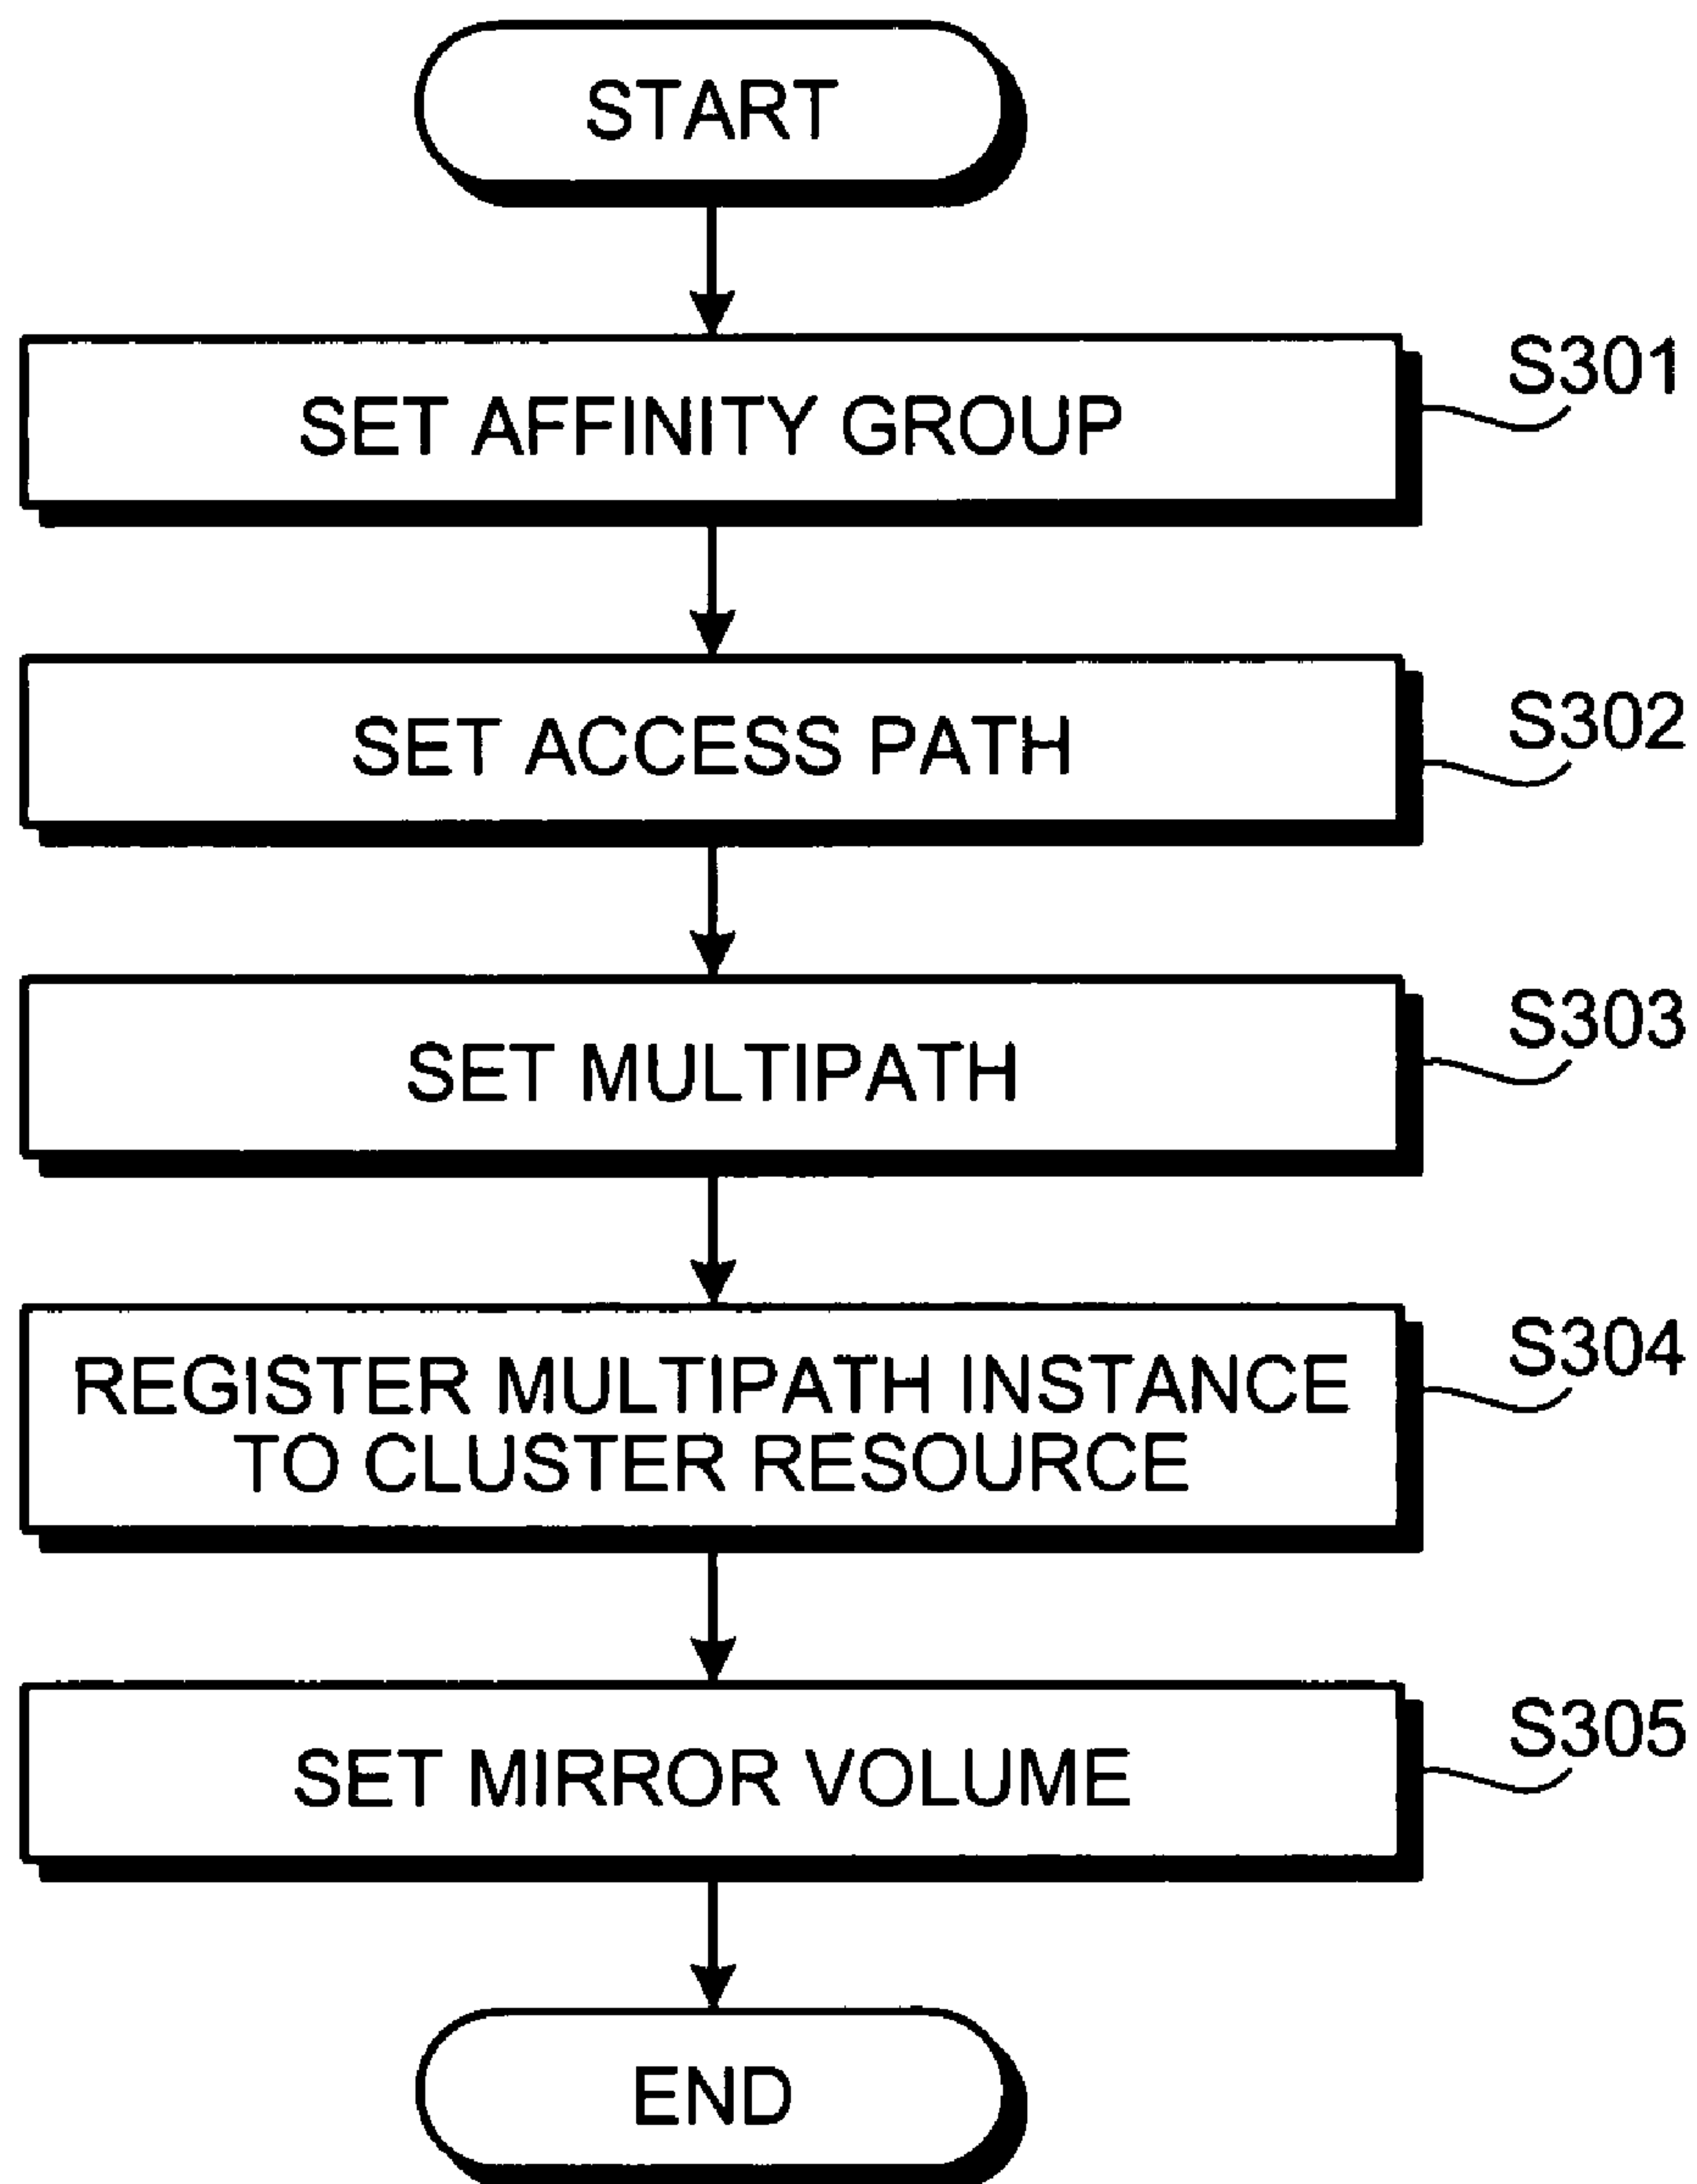 START
SET AFFINITY GROUP
S301
SET ACCESS PATH
S302
SET MULTIPATH
S303
REGISTER MULTIPATH INSTANCE
TO CLUSTER RESOURCE
S304
SET MIRROR VOLUME
S305
END